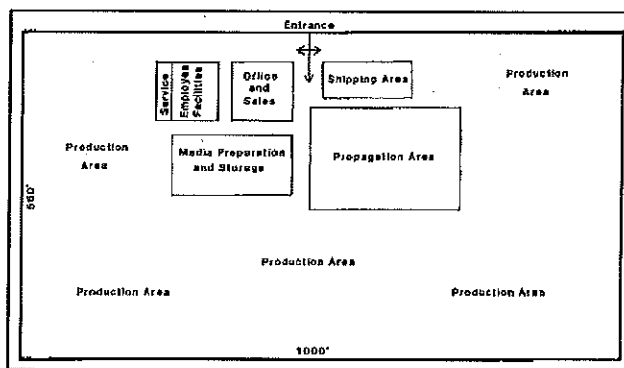 Entrance
Service
Employee
Facilities
Office
and
Sales
Shipping Area
Production
Area
Production
Area
Media Preparation
and Storage
Propagation Area
560'
Production Area
Production Area
Production Area
1000'